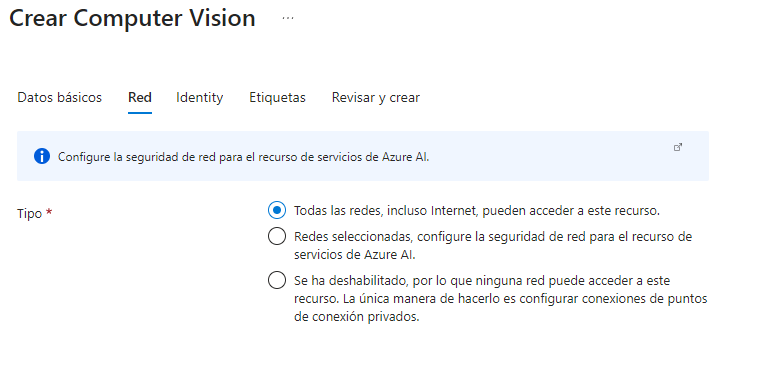 Crear Computer Vision ...
Datos básicos Red Identity Etiquetas Revisar y crear
Configure la seguridad de red para el recurso de servicios de Azure AI.
Tipo * Todas las redes, incluso Internet, pueden acceder a este recurso.
Redes seleccionadas, configure la seguridad de red para el recurso de
servicios de Azure AI.
Se ha deshabilitado, por lo que ninguna red puede acceder a este
recurso. La única manera de hacerlo es configurar conexiones de puntos
de conexión privados.